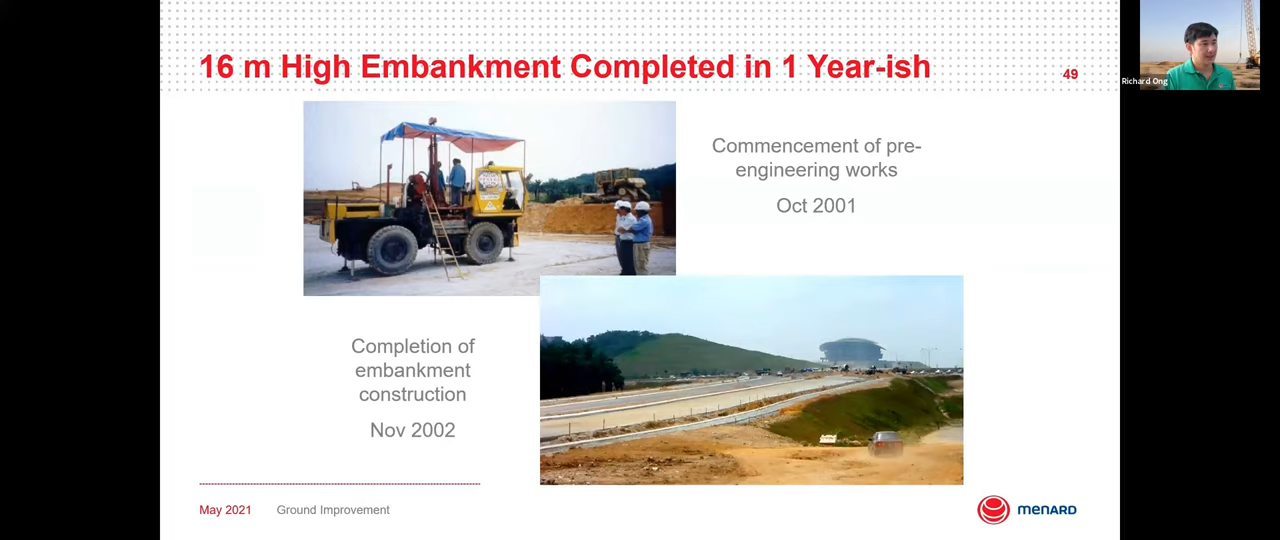 16 m High Embankment Completed in 1 Year-ish
49
Richard Ong
Commencement of pre-
engineering works
Oct 2001
Completion of
embankment
construction
Nov 2002
May 2021
Ground Improvement
MENARD